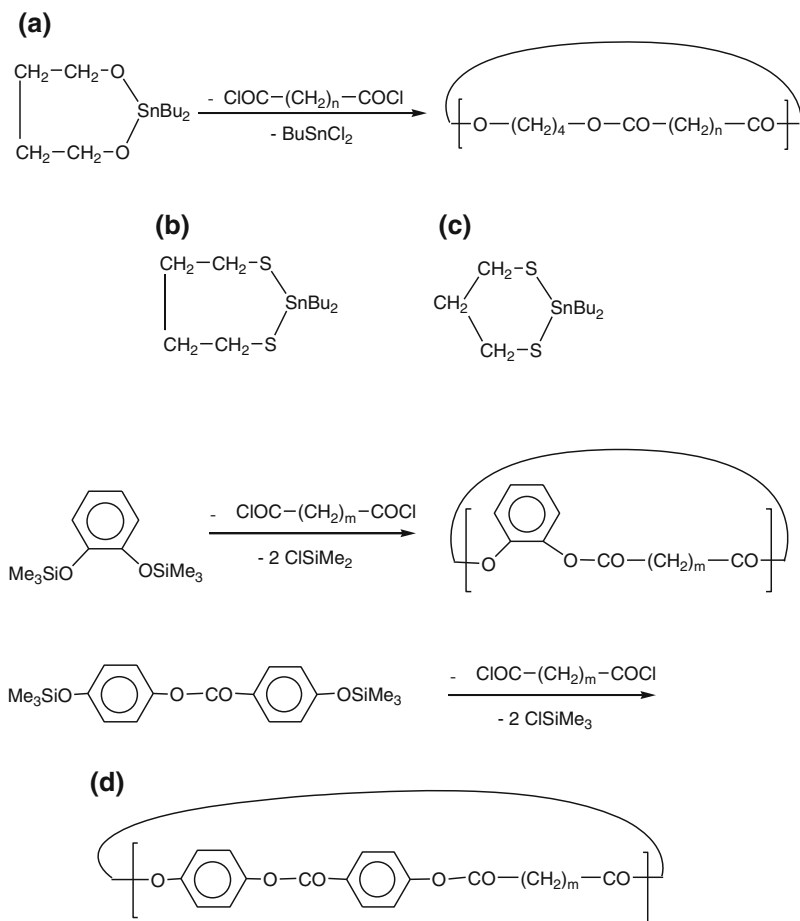 (a)
CH₂–CH₂–O
SnBu₂
CH₂–CH₂–O
- ClOC–(CH₂)ₙ–COCl
- BuSnCl₂
O–(CH₂)₄–O–CO–(CH₂)ₙ–CO
(b)
CH₂–CH₂–S
SnBu₂
CH₂–CH₂–S
(c)
CH₂–S
CH₂
SnBu₂
CH₂–S
Me₃SiO OSiMe₃
- ClOC–(CH₂)ₘ–COCl
- 2 ClSiMe₂
O O–CO–(CH₂)ₘ–CO
Me₃SiO O–CO OSiMe₃
- ClOC–(CH₂)ₘ–COCl
- 2 ClSiMe₃
(d)
O O–CO O–CO–(CH₂)ₘ–CO